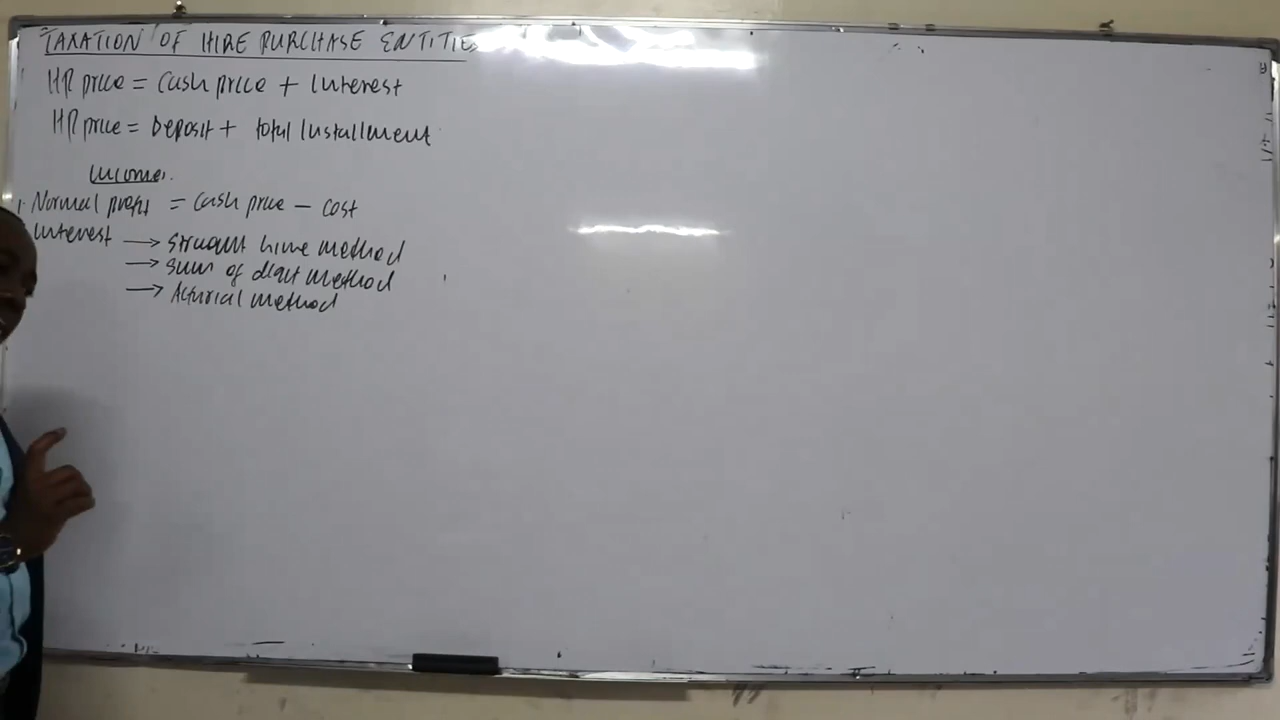 TAXATION OF HIRE PURCHASE ENTITIES
HP price = Cash price + Interest
HP price = Deposit + total Installment
Income.
1. Normal profit = Cash price - cost
Interest → Straight line method
→ Sum of digit method
→ Acturial method